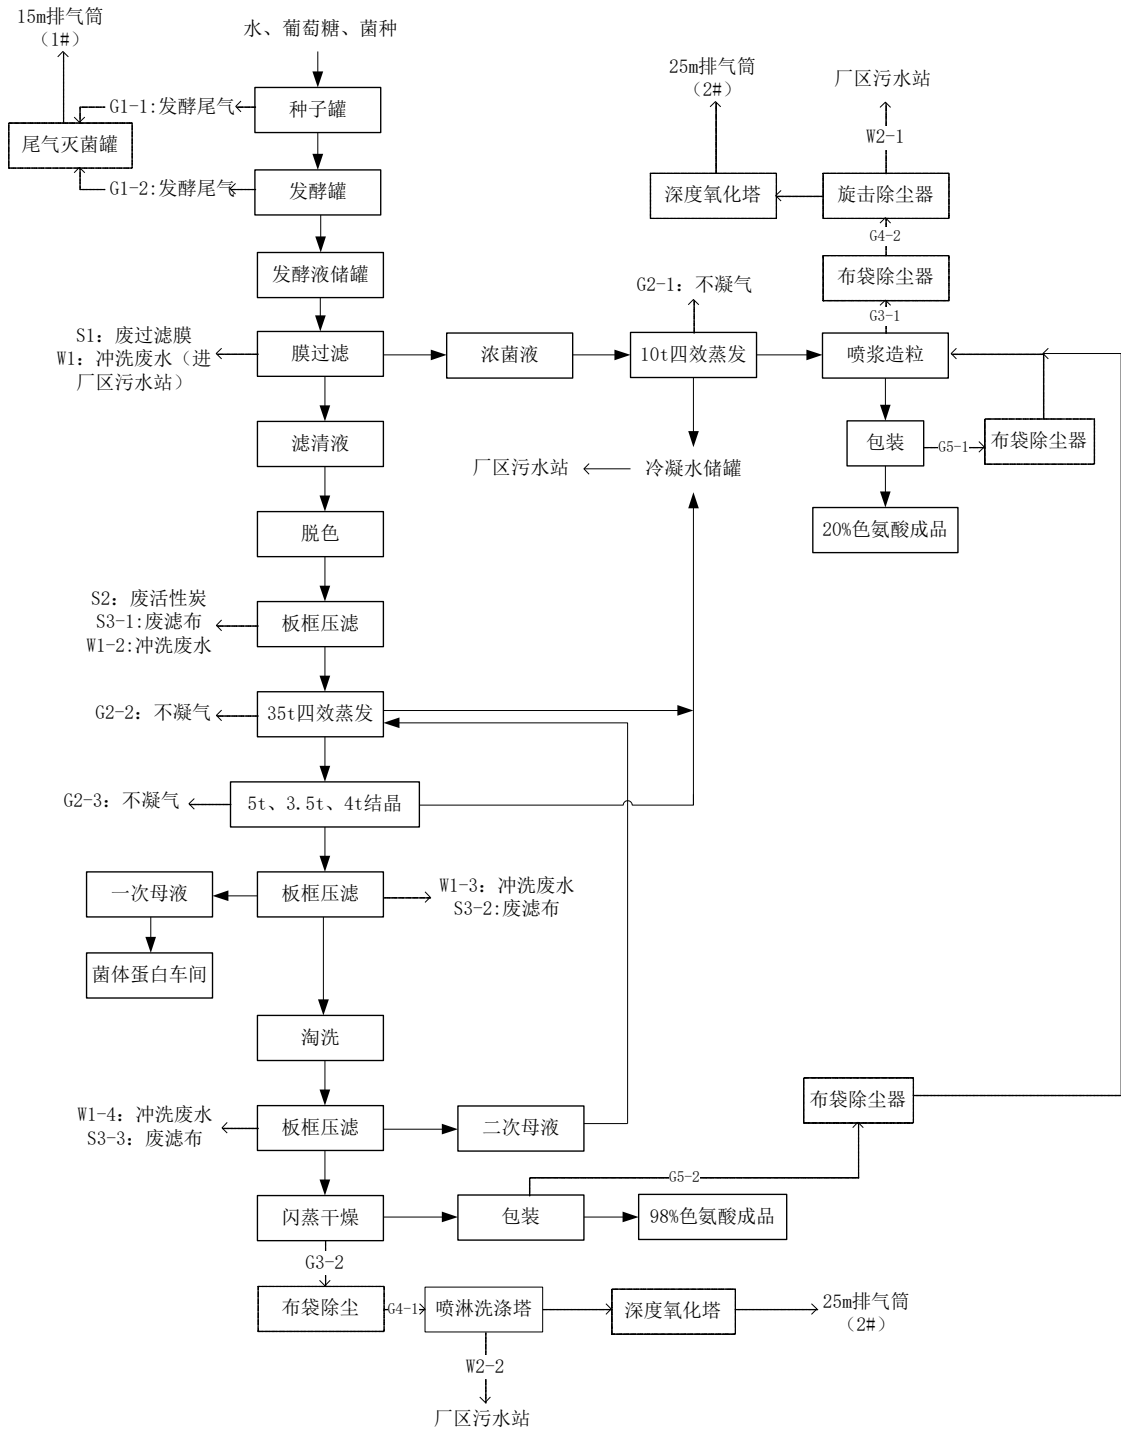 15m排气筒
（1#）
水、葡萄糖、菌种
25m排气筒
（2#）
厂区污水站
G1-1:发酵尾气
种子罐
尾气灭菌罐
W2-1
G1-2:发酵尾气
发酵罐
深度氧化塔
旋击除尘器
G4-2
发酵液储罐
G2-1：不凝气
布袋除尘器
G3-1
S1：废过滤膜
W1：冲洗废水（进
厂区污水站）
膜过滤
浓菌液
10t四效蒸发
喷浆造粒
滤清液
包装
G5-1
布袋除尘器
厂区污水站
冷凝水储罐
脱色
20%色氨酸成品
S2：废活性炭
S3-1:废滤布
W1-2:冲洗废水
板框压滤
G2-2：不凝气
35t四效蒸发
G2-3：不凝气
5t、3.5t、4t结晶
一次母液
板框压滤
W1-3：冲洗废水
S3-2:废滤布
菌体蛋白车间
淘洗
布袋除尘器
W1-4：冲洗废水
S3-3：废滤布
板框压滤
二次母液
G5-2
闪蒸干燥
包装
98%色氨酸成品
G3-2
布袋除尘
G4-1
喷淋洗涤塔
深度氧化塔
25m排气筒
（2#）
W2-2
厂区污水站